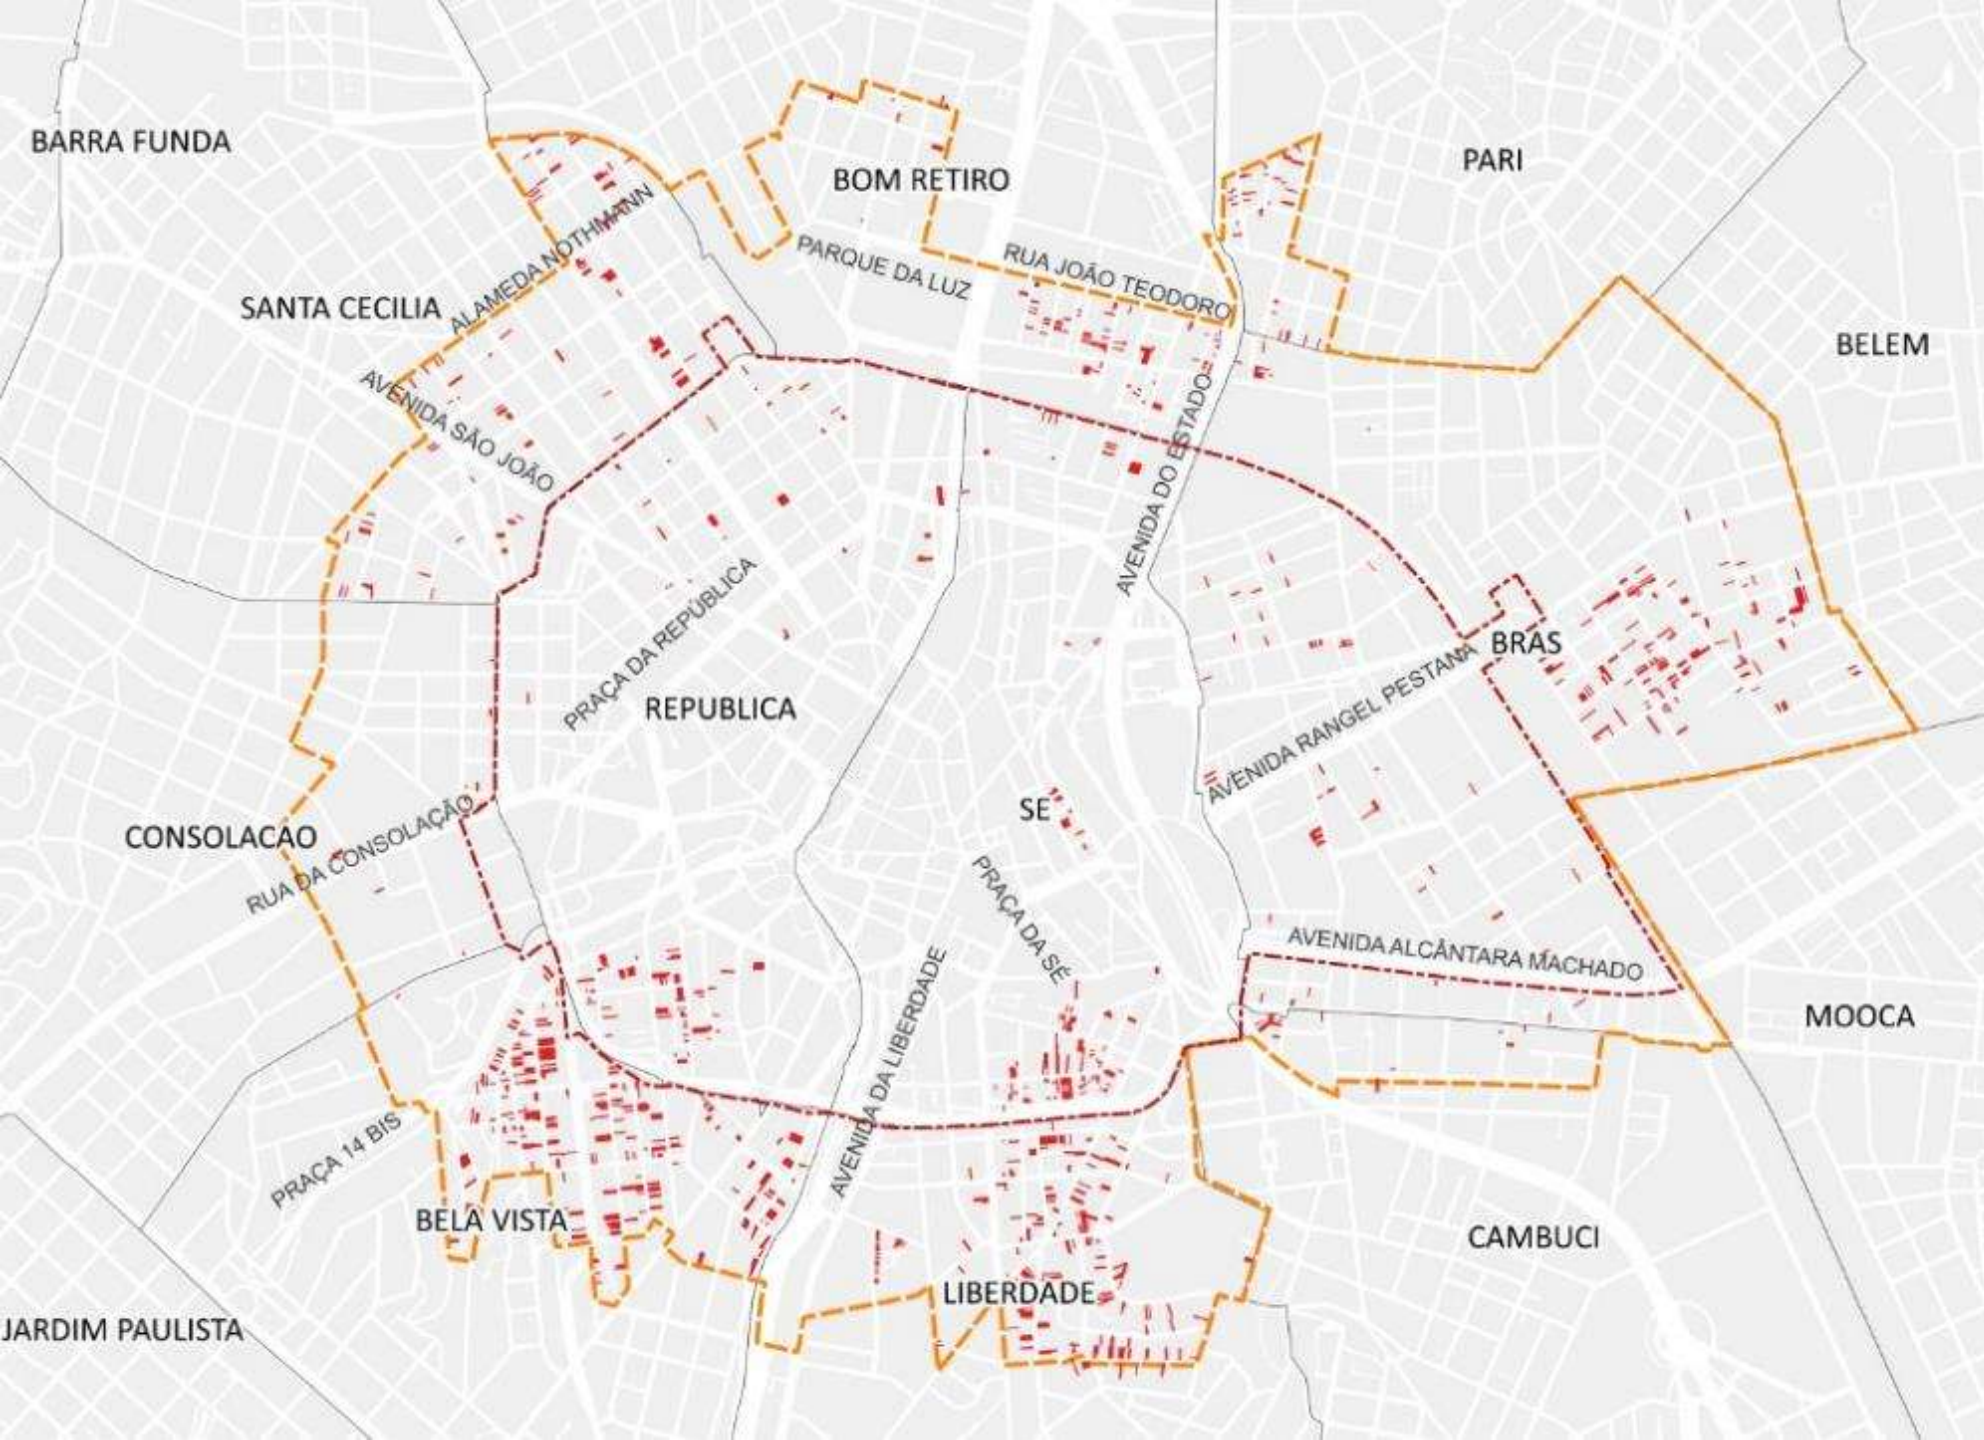 BARRA FUNDA
PARI
BOM RETIRO
ALAMEDA NOTHMANN
PARQUE DA LUZ
RUA JOÃO TEODORO
SANTA CECILIA
BELEM
AVENIDA SÃO JOÃO
AVENIDA DO ESTADO
PRAÇA DA REPÚBLICA
BRAS
REPUBLICA
AVENIDA RANGEL PESTANA
SE
CONSOLACAO
RUA DA CONSOLAÇÃO
PRAÇA DA SÉ
AVENIDA ALCÂNTARA MACHADO
MOOCA
AVENIDA DA LIBERDADE
PRAÇA 14 BIS
BELA VISTA
CAMBUCI
LIBERDADE
JARDIM PAULISTA